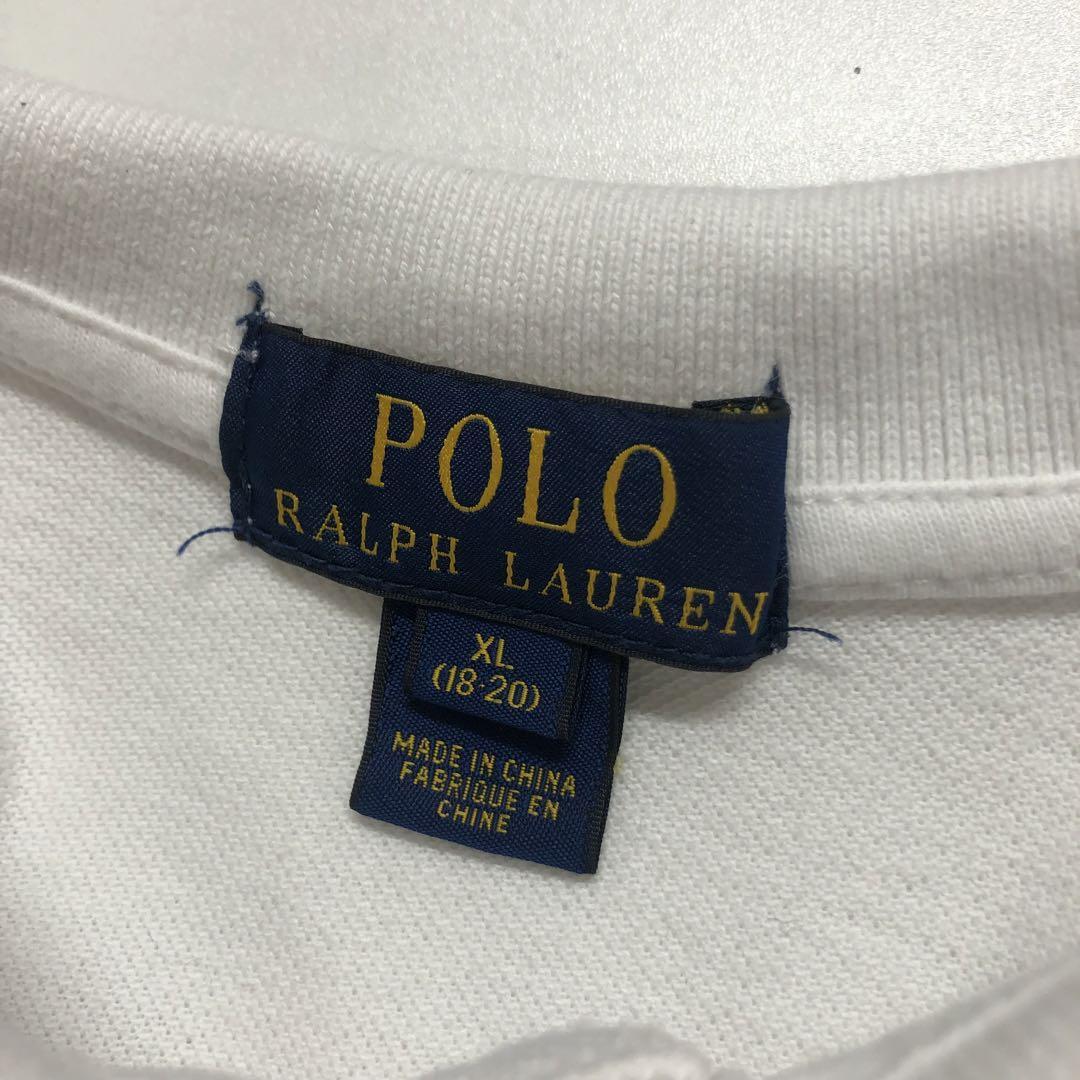 POLO
RALPH LAUREN
XL
(18·20)
MADE IN CHINA
FABRIQUE EN
CHINE